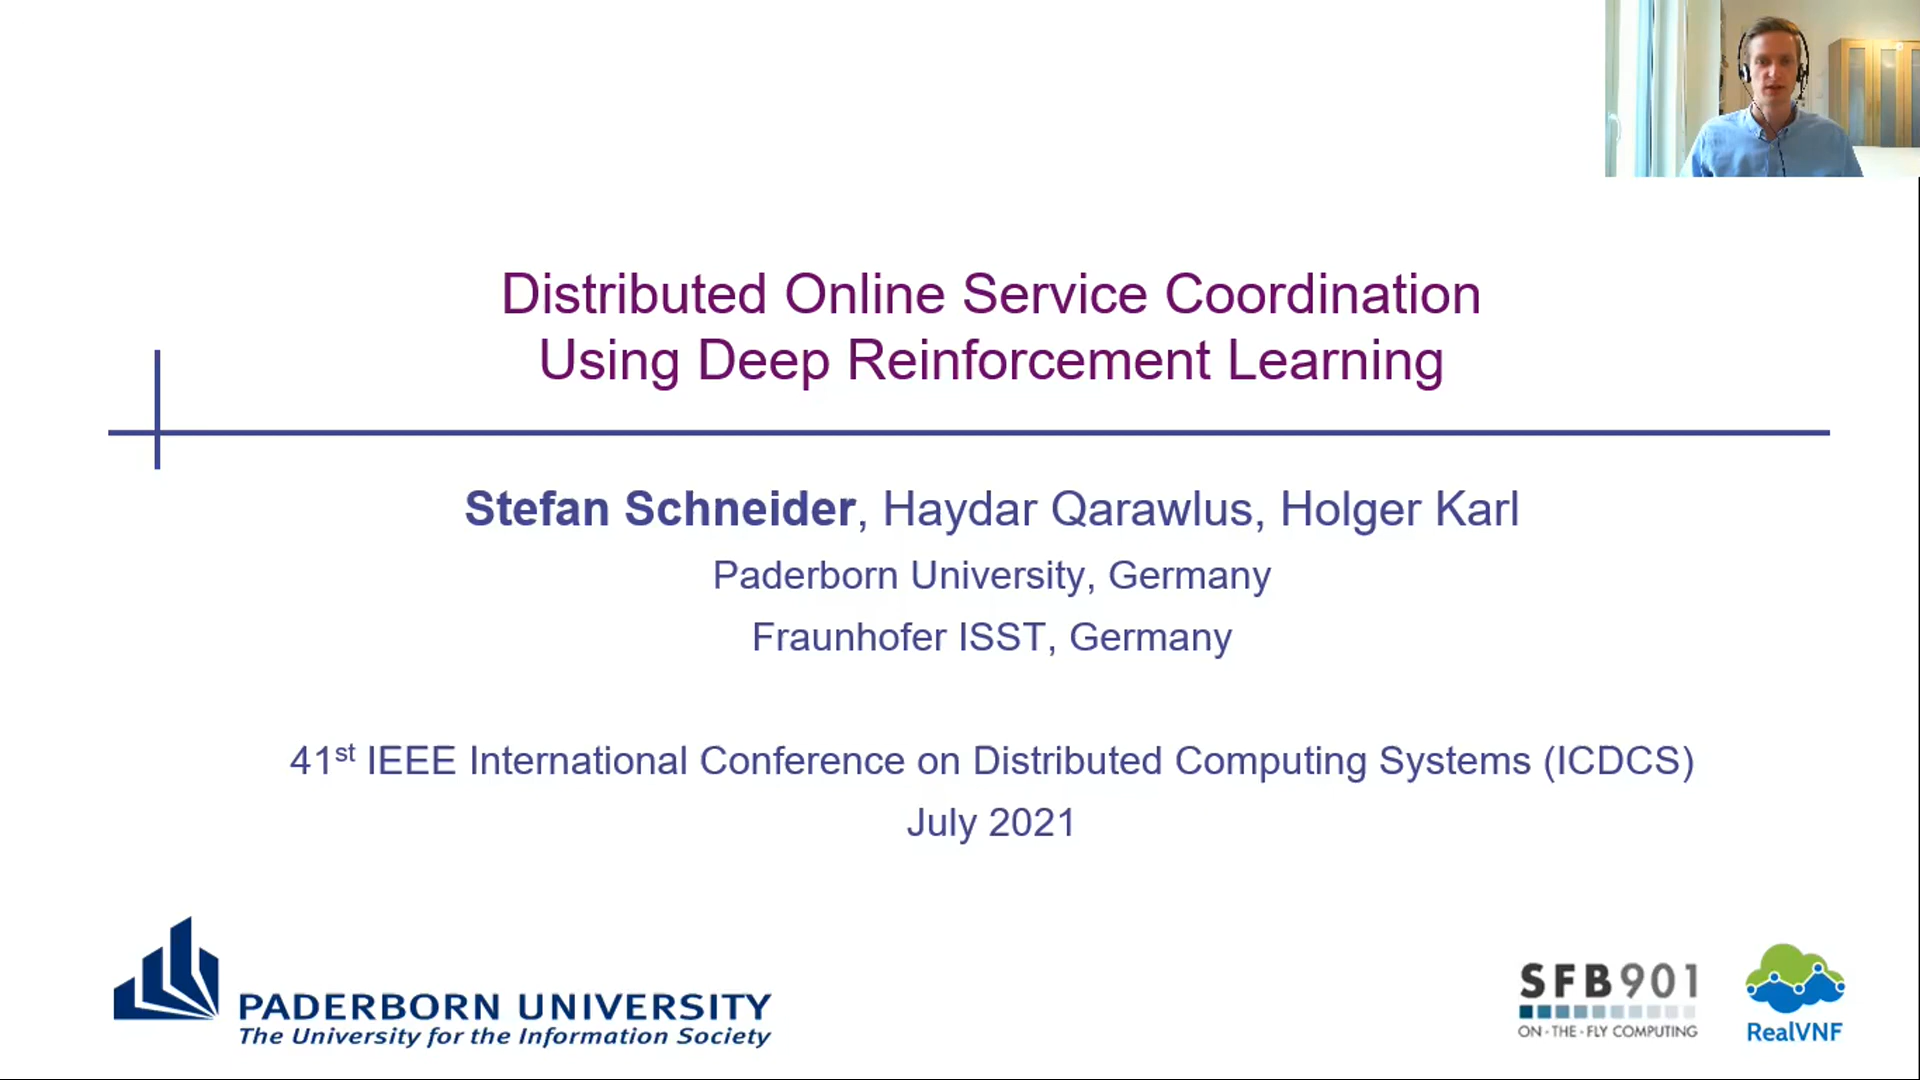 Distributed Online Service Coordination
Using Deep Reinforcement Learning
Stefan Schneider, Haydar Qarawlus, Holger Karl
Paderborn University, Germany
Fraunhofer ISST, Germany
41st IEEE International Conference on Distributed Computing Systems (ICDCS)
July 2021
PADERBORN UNIVERSITY
The University for the Information Society
SFB901
ON-THE-FLY COMPUTING
RealVNF